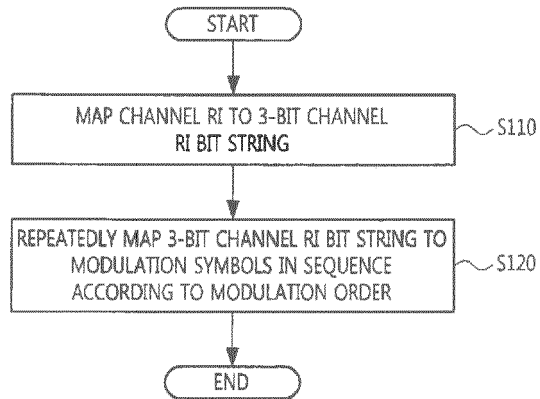 START
MAP CHANNEL RI TO 3-BIT CHANNEL
RI BIT STRING
S110
REPEATEDLY MAP 3-BIT CHANNEL RI BIT STRING TO
MODULATION SYMBOLS IN SEQUENCE
ACCORDING TO MODULATION ORDER
S120
END